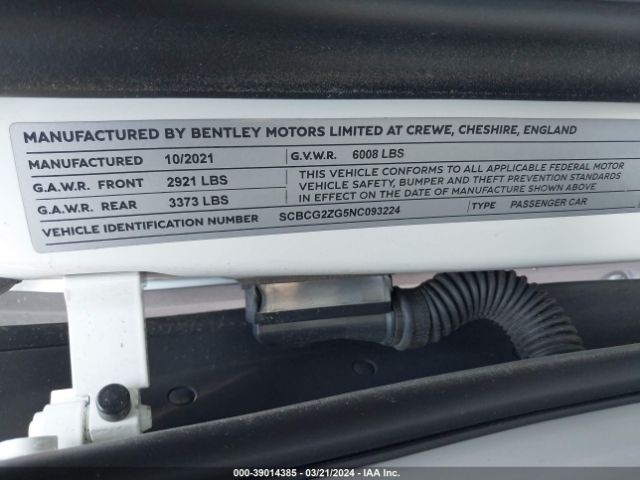 MANUFACTURED BY BENTLEY MOTORS LIMITED AT CREWE, CHESHIRE, ENGLAND
MANUFACTURED 10/2021
G.A.W.R. FRONT 2921 LBS
G.A.W.R. REAR 3373 LBS
G.V.W.R. 6008 LBS
THIS VEHICLE CONFORMS TO ALL APPLICABLE FEDERAL MOTOR
VEHICLE SAFETY, BUMPER AND THEFT PREVENTION STANDARDS
IN EFFECT ON THE DATE OF MANUFACTURE SHOWN ABOVE
VEHICLE IDENTIFICATION NUMBER SCBCG2ZG5NC093224 TYPE PASSENGER CAR
000-39014385 - 03/21/2024 - IAA Inc.